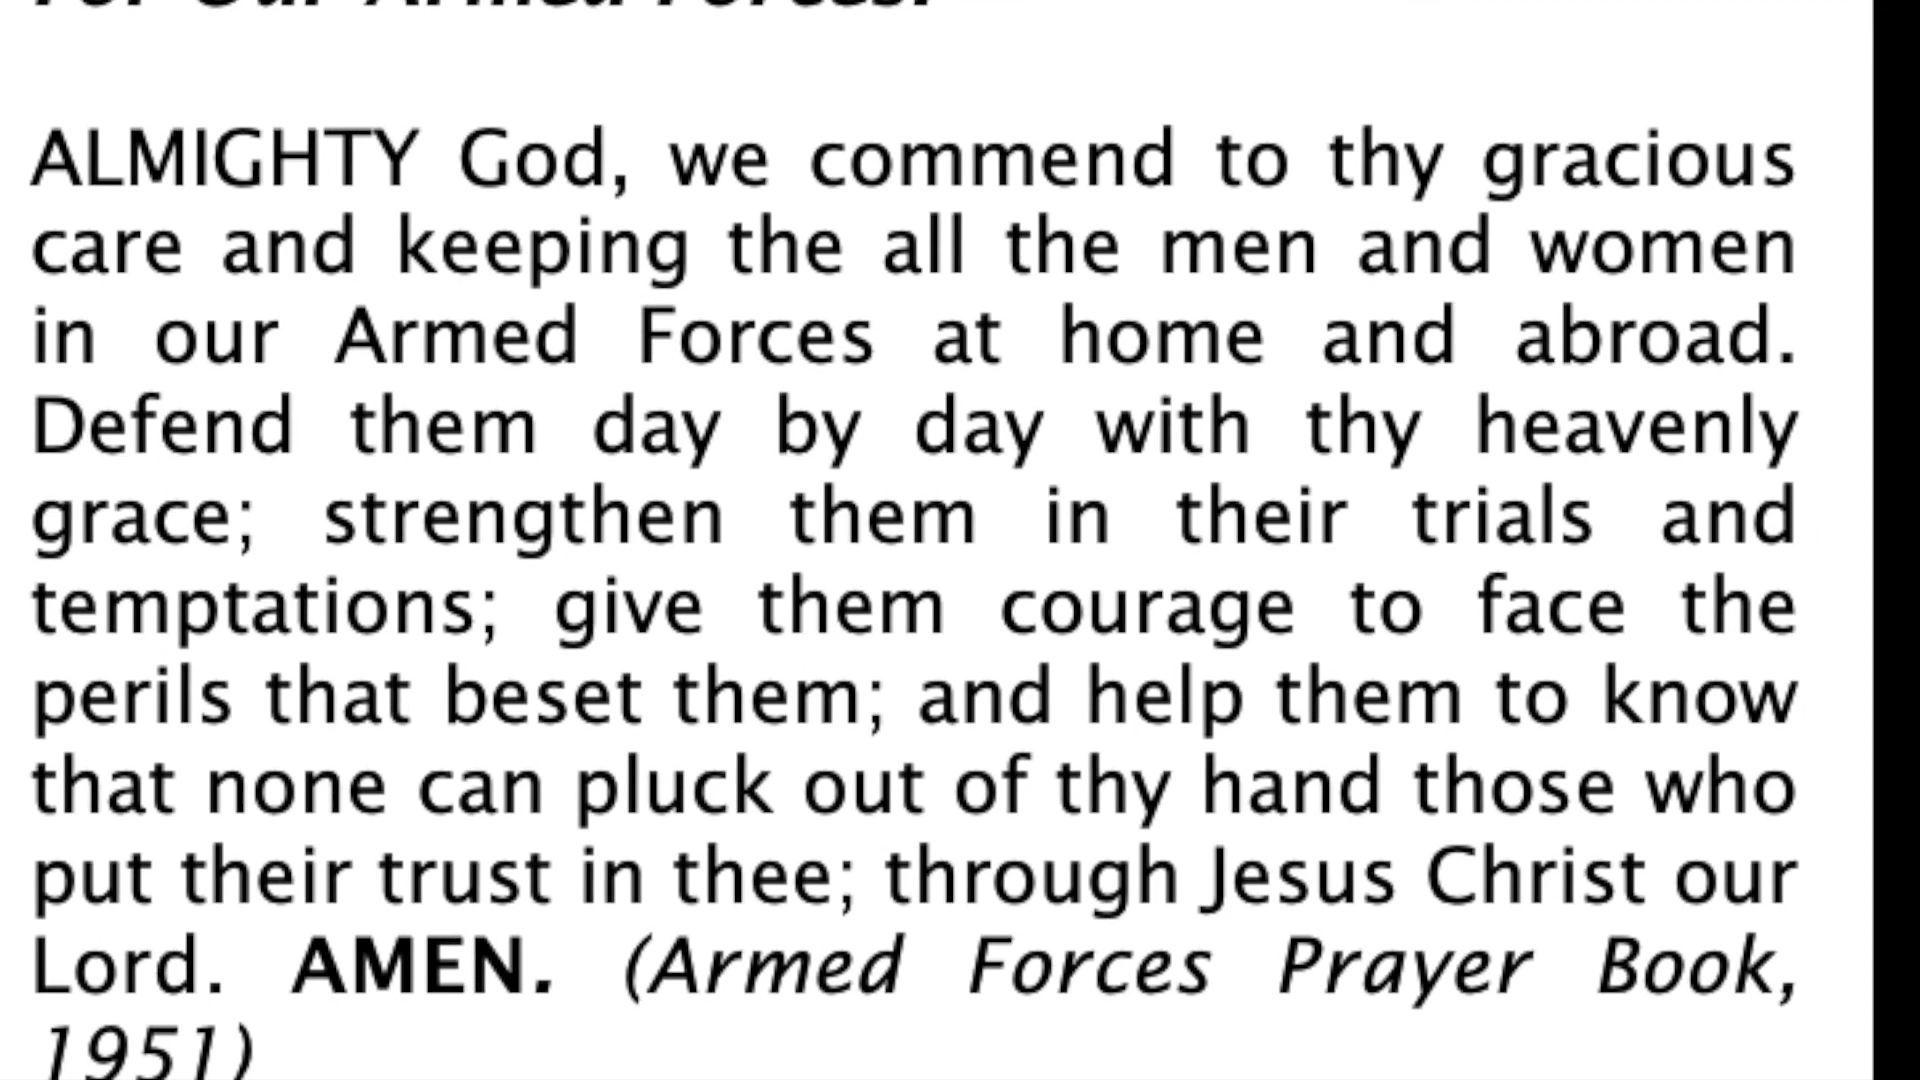 For Our Armed Forces.
ALMIGHTY God, we commend to thy gracious
care and keeping the all the men and women
in our Armed Forces at home and abroad.
Defend them day by day with thy heavenly
grace; strengthen them in their trials and
temptations; give them courage to face the
perils that beset them; and help them to know
that none can pluck out of thy hand those who
put their trust in thee; through Jesus Christ our
Lord. AMEN. (Armed Forces Prayer Book,
1951)